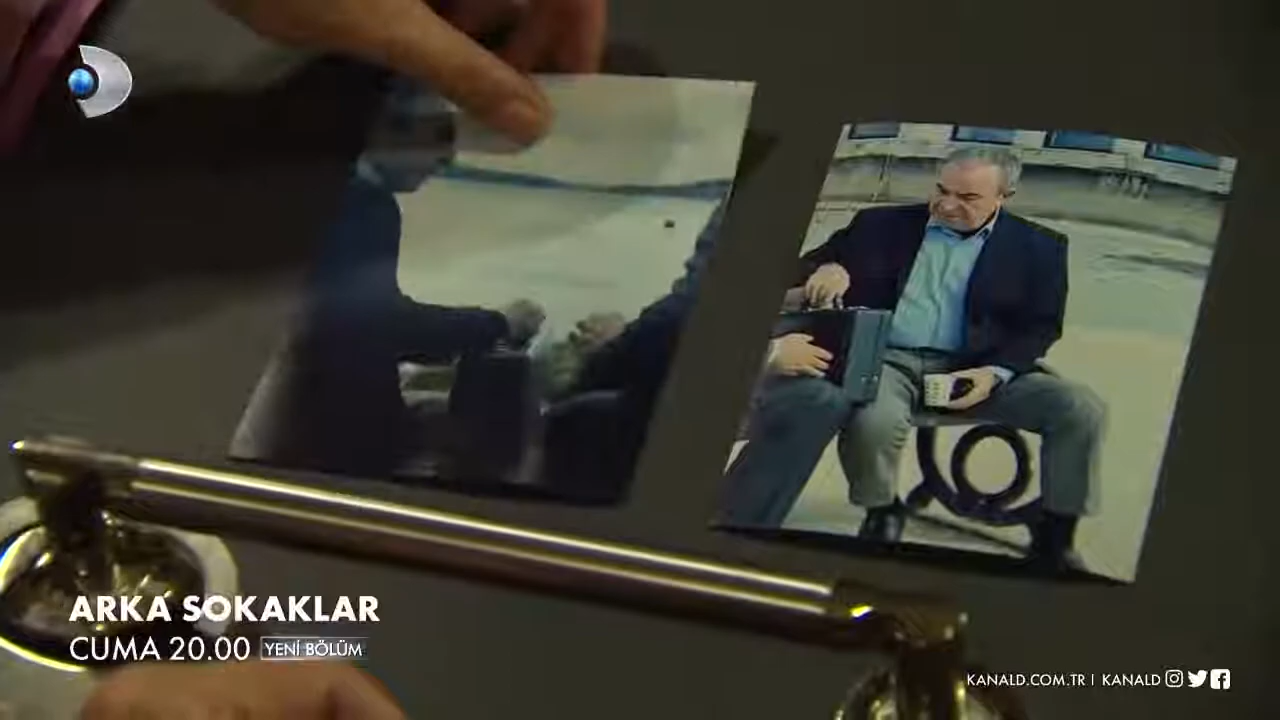 ARKA SOKAKLAR
CUMA 20.00 YENİ BÖLÜM
KANALD.COM.TR | KANALD